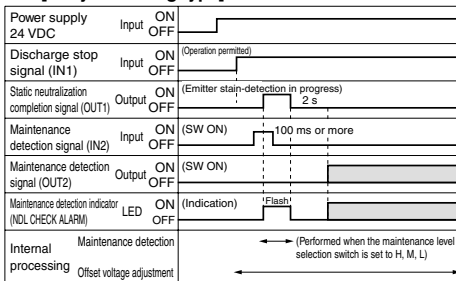 Power supply 24 VDC Input ON OFF
Discharge stop signal (IN1) Input ON OFF (Operation permitted)
Static neutralization completion signal (OUT1) Output ON OFF (Emitter stain-detection in progress) 2 s
Maintenance detection signal (IN2) Input ON OFF (SW ON) 100 ms or more
Maintenance detection signal (OUT2) Output ON OFF (SW ON)
Maintenance detection indicator (NDL CHECK ALARM) LED ON OFF (Indication) Flash
Internal processing
Maintenance detection (Performed when the maintenance level selection switch is set to H, M, L)
Offset voltage adjustment